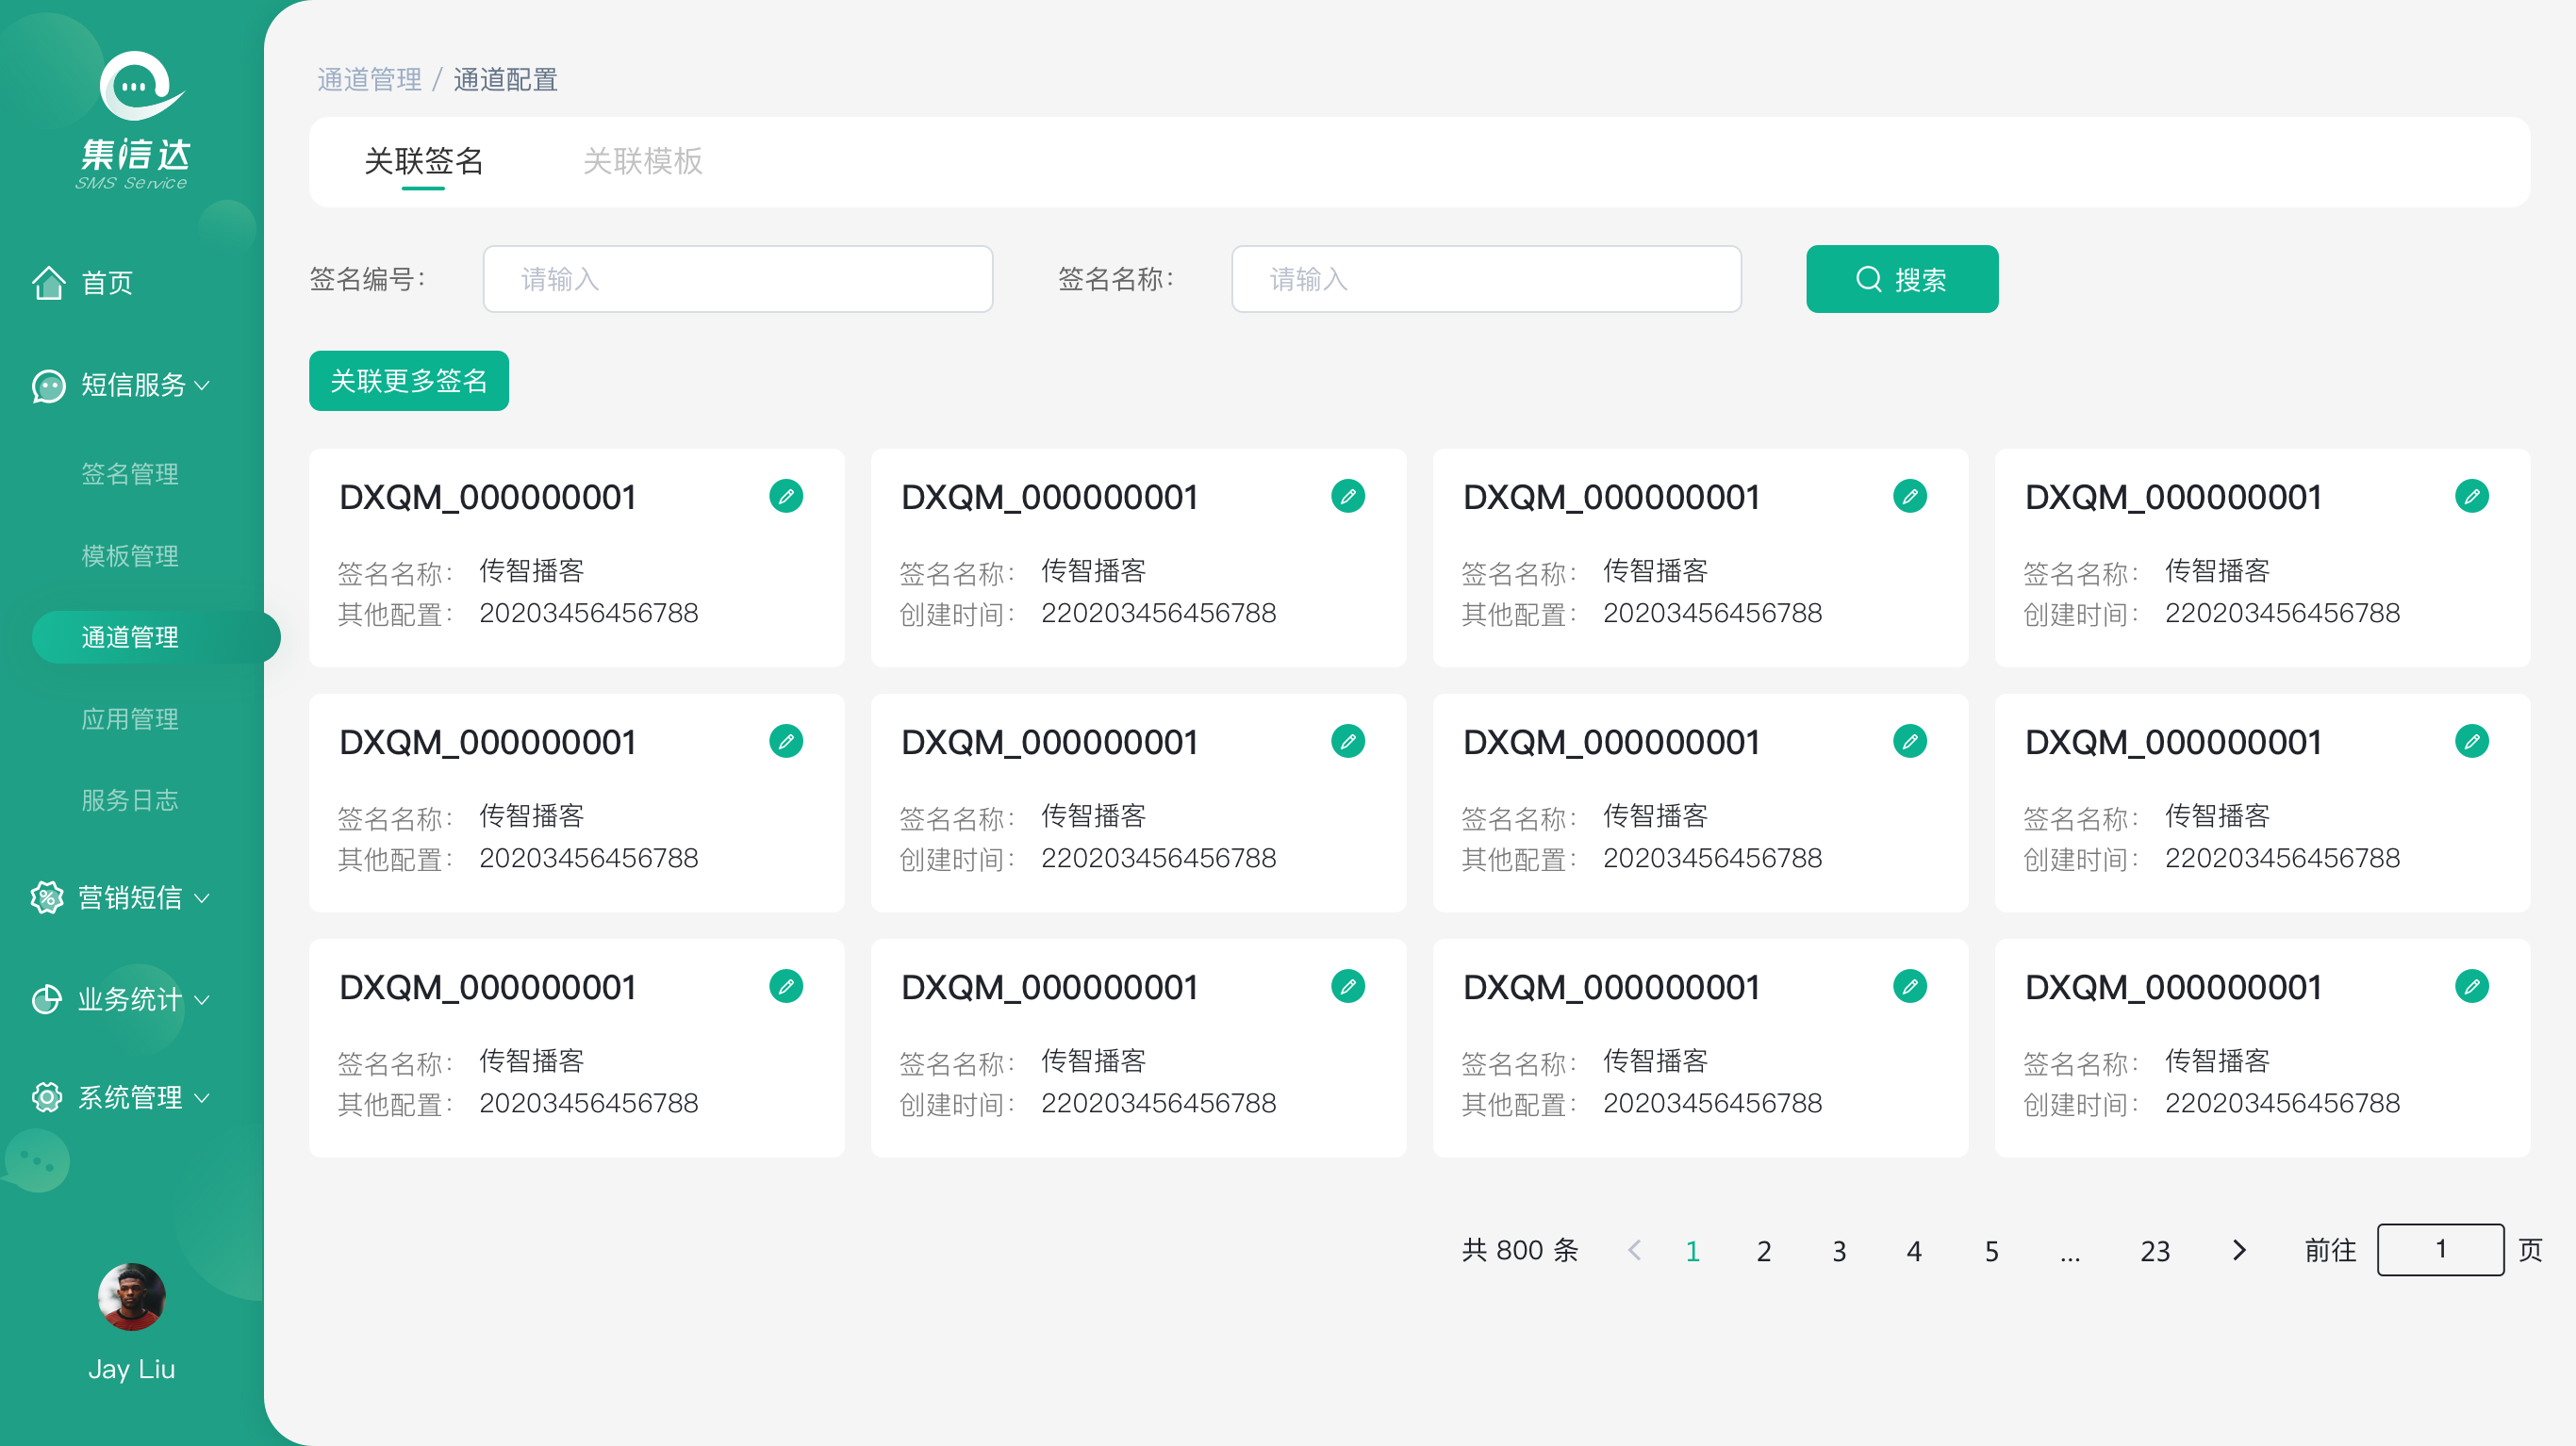 集信达
SMS Service
首页
短信服务
签名管理
模板管理
通道管理
应用管理
服务日志
营销短信
业务统计
系统管理
Jay Liu
通道管理 / 通道配置
关联签名 关联模板
签名编号： 请输入 签名名称： 请输入 搜索
关联更多签名
DXQM_000000001 DXQM_000000001 DXQM_000000001 DXQM_000000001
签名名称： 传智播客 签名名称： 传智播客 签名名称： 传智播客 签名名称： 传智播客
其他配置： 20203456456788 创建时间： 220203456456788 其他配置： 20203456456788 创建时间： 220203456456788
DXQM_000000001 DXQM_000000001 DXQM_000000001 DXQM_000000001
签名名称： 传智播客 签名名称： 传智播客 签名名称： 传智播客 签名名称： 传智播客
其他配置： 20203456456788 创建时间： 220203456456788 其他配置： 20203456456788 创建时间： 220203456456788
DXQM_000000001 DXQM_000000001 DXQM_000000001 DXQM_000000001
签名名称： 传智播客 签名名称： 传智播客 签名名称： 传智播客 签名名称： 传智播客
其他配置： 20203456456788 创建时间： 220203456456788 其他配置： 20203456456788 创建时间： 220203456456788
共 800 条 1 2 3 4 5 ... 23 前往 1 页